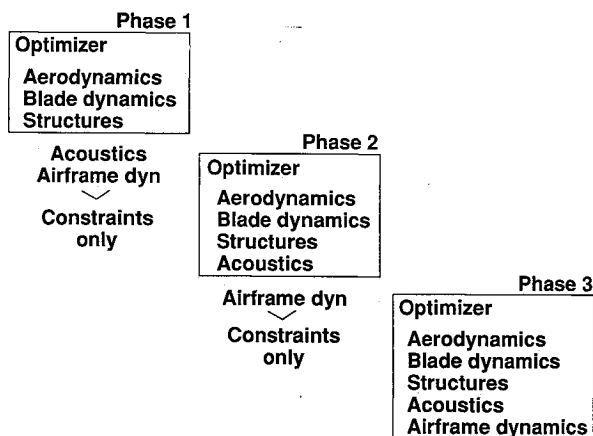 Phase 1
Optimizer
Aerodynamics
Blade dynamics
Structures
Acoustics
Airframe dyn
Constraints
only
Phase 2
Optimizer
Aerodynamics
Blade dynamics
Structures
Acoustics
Airframe dyn
Constraints
only
Phase 3
Optimizer
Aerodynamics
Blade dynamics
Structures
Acoustics
Airframe dynamics